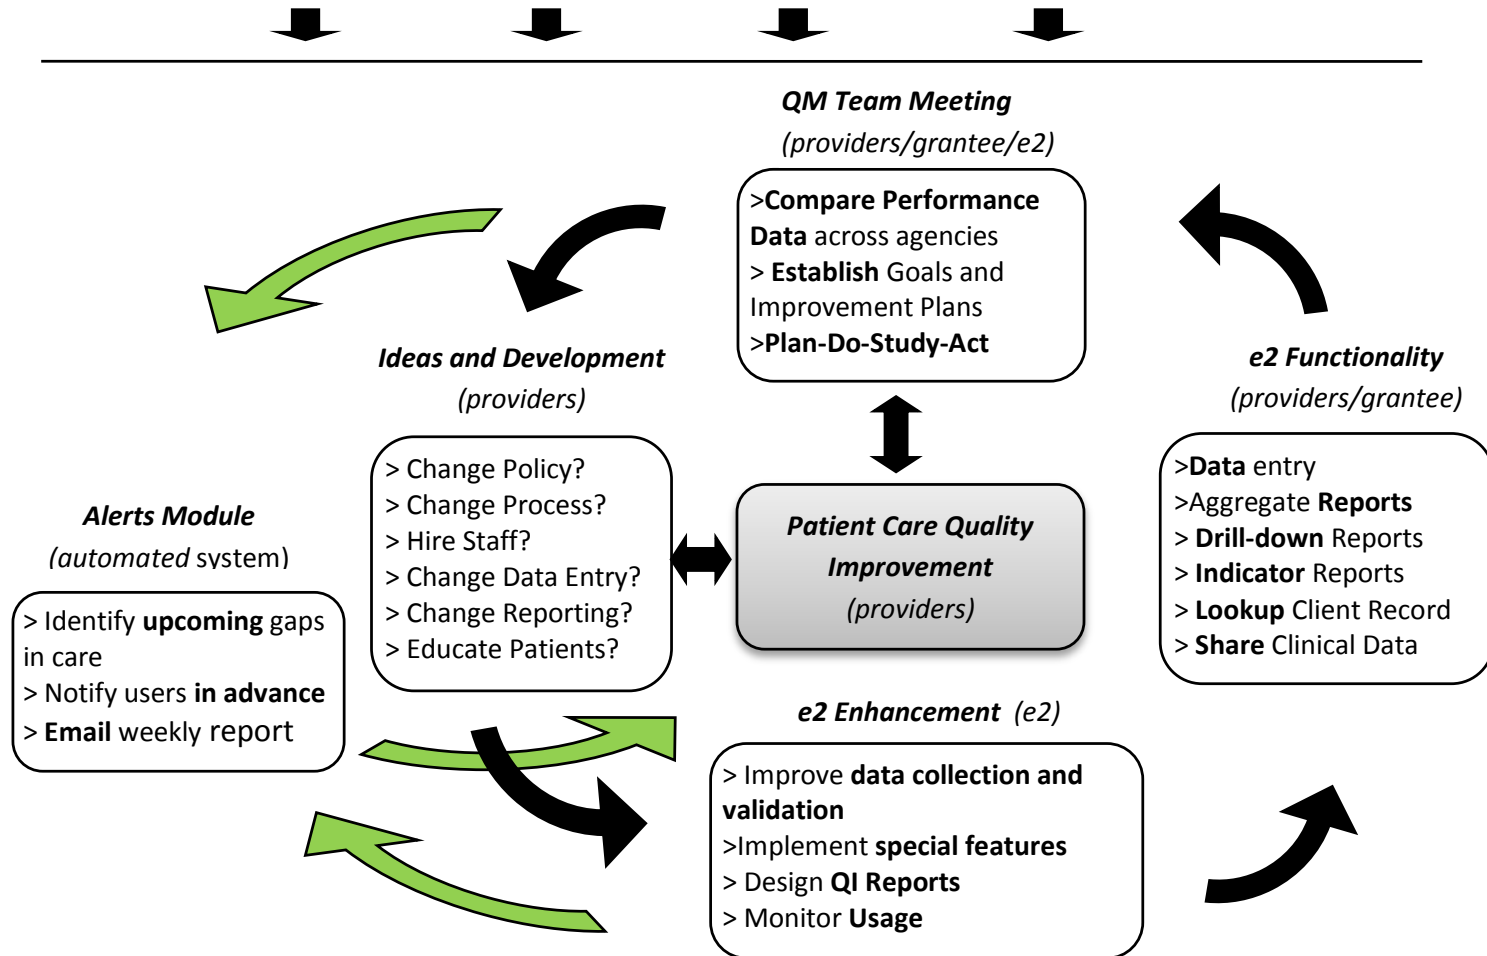 QM Team Meeting
(providers/grantee/e2)
>Compare Performance
Data across agencies
> Establish Goals and
Improvement Plans
>Plan-Do-Study-Act
Ideas and Development
(providers)
> Change Policy?
> Change Process?
> Hire Staff?
> Change Data Entry?
> Change Reporting?
> Educate Patients?
e2 Functionality
(providers/grantee)
>Data entry
>Aggregate Reports
> Drill-down Reports
> Indicator Reports
> Lookup Client Record
> Share Clinical Data
Alerts Module
(automated system)
> Identify upcoming gaps
in care
> Notify users in advance
> Email weekly report
Patient Care Quality
Improvement
(providers)
e2 Enhancement (e2)
> Improve data collection and
validation
>Implement special features
> Design QI Reports
> Monitor Usage